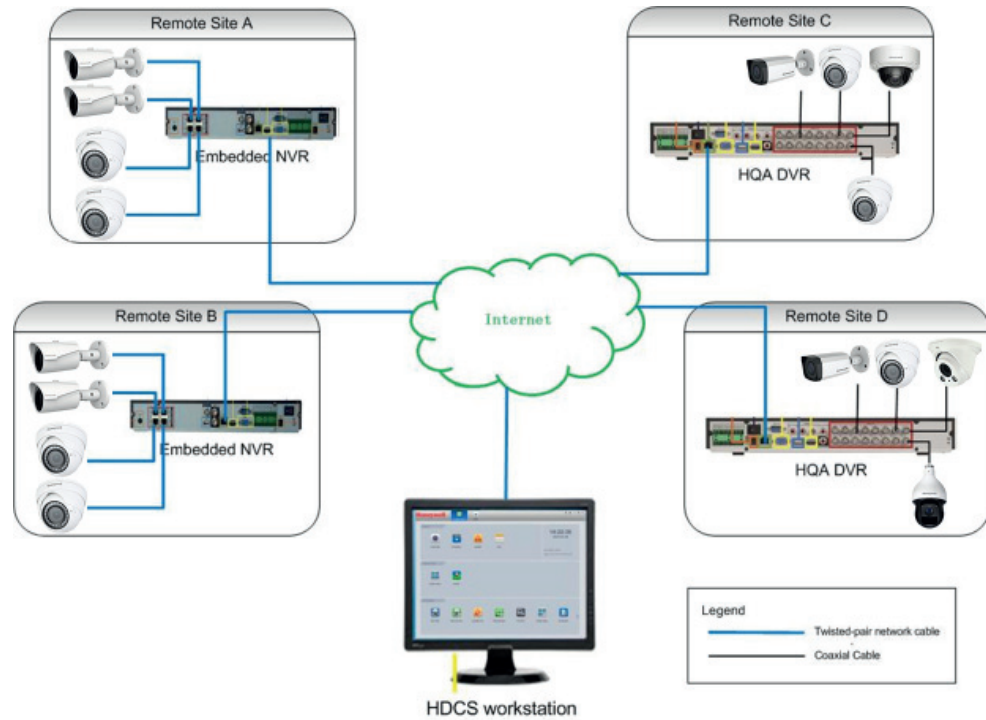 Remote Site A
Embedded NVR
Remote Site C
HQA DVR
Internet
Remote Site B
Embedded NVR
Remote Site D
HQA DVR
Honeywell
HDCS workstation
Legend
Twisted-pair network cable
Coaxial Cable